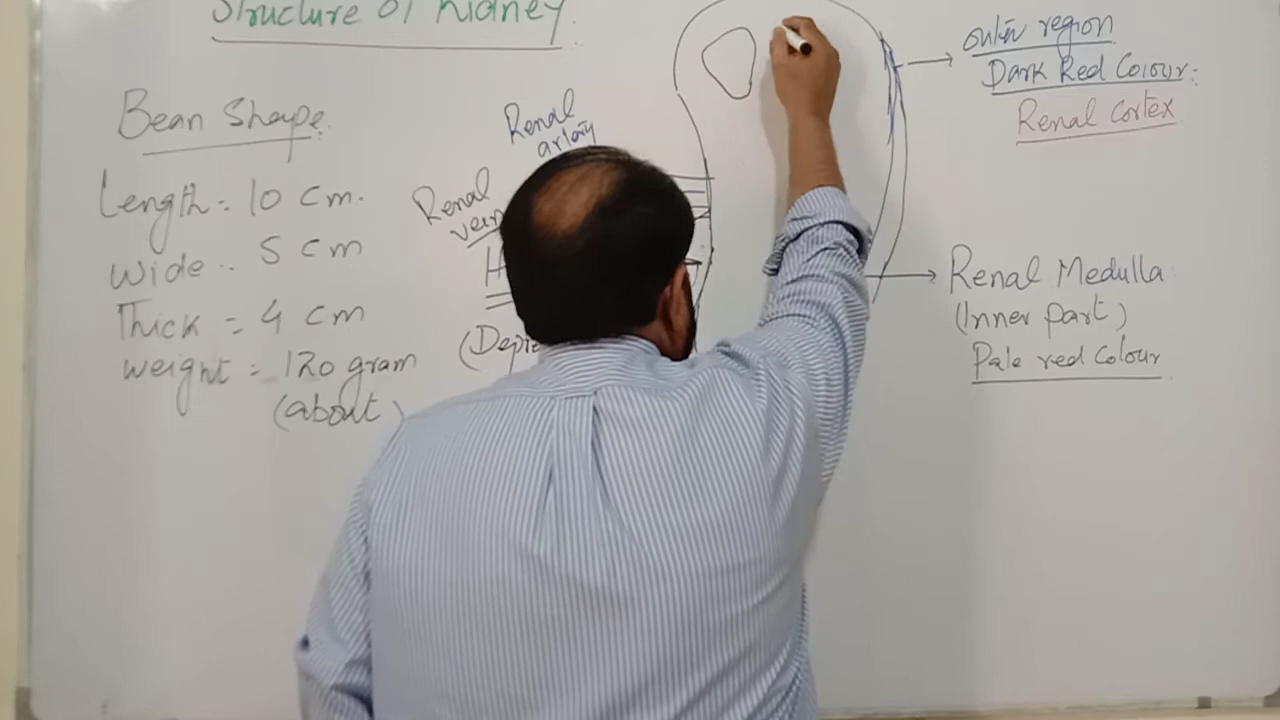 Structure of Kidney
Bean Shape
Length = 10 cm.
Wide = 5 cm
Thick = 4 cm
weight = 120 gram
(about)
Renal
artery
Renal
vein
outer region
Dark Red Colour.
Renal Cortex
Renal Medulla
(Inner part)
Pale red Colour